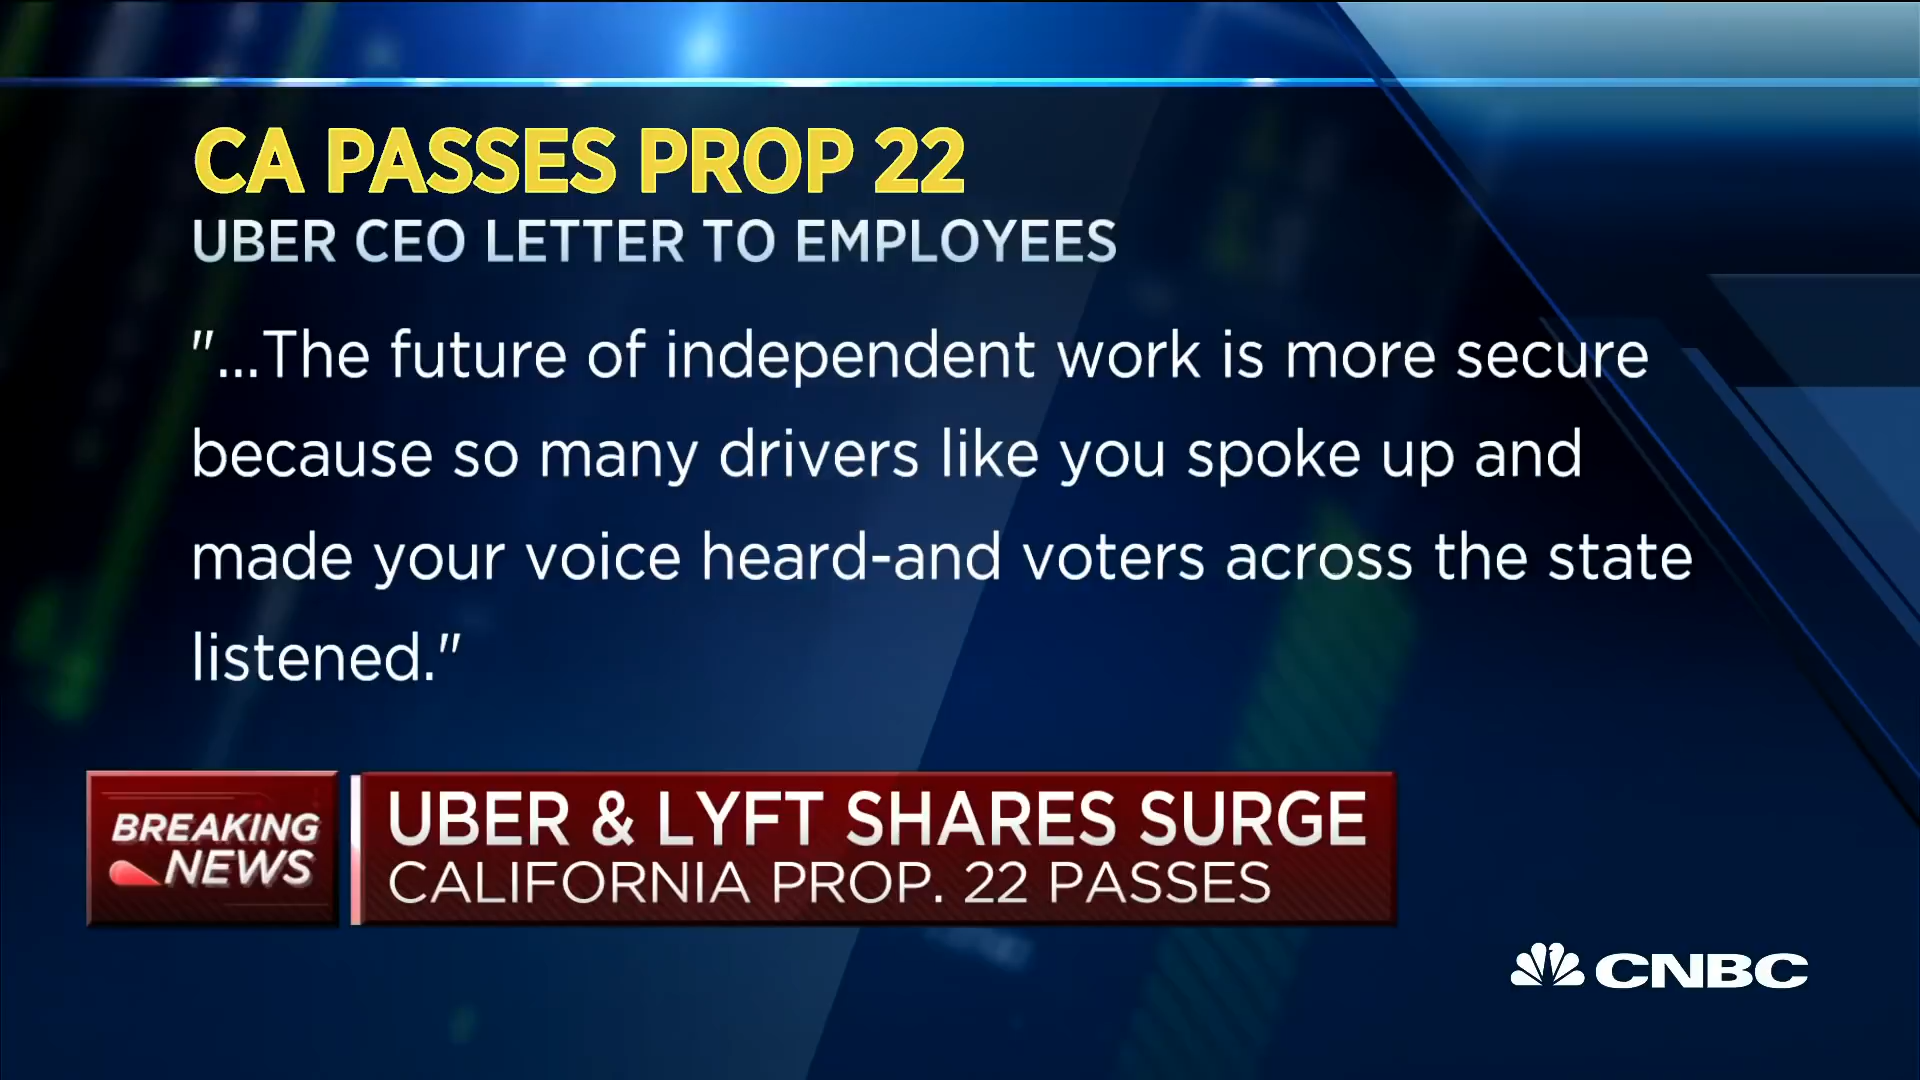 CA PASSES PROP 22
UBER CEO LETTER TO EMPLOYEES
"...The future of independent work is more secure
because so many drivers like you spoke up and
made your voice heard-and voters across the state
listened."
BREAKING
NEWS
UBER & LYFT SHARES SURGE
CALIFORNIA PROP. 22 PASSES
CNBC